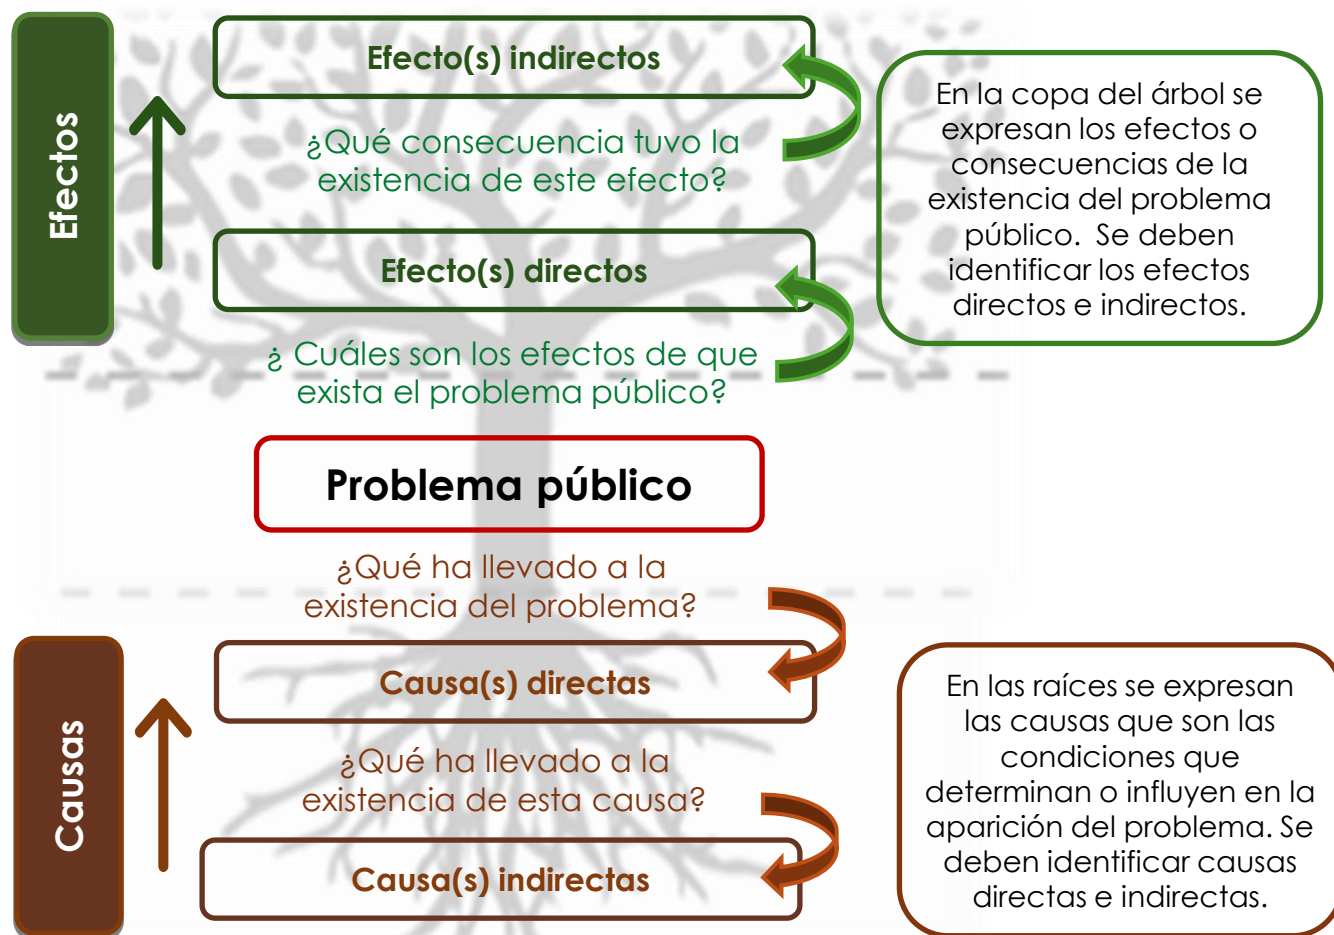 Efectos
Efecto(s) indirectos
¿Qué consecuencia tuvo la
existencia de este efecto?
Efecto(s) directos
¿ Cuáles son los efectos de que
exista el problema público?
En la copa del árbol se
expresan los efectos o
consecuencias de la
existencia del problema
público.  Se deben
identificar los efectos
directos e indirectos.
Problema público
¿Qué ha llevado a la
existencia del problema?
Causas
Causa(s) directas
¿Qué ha llevado a la
existencia de esta causa?
Causa(s) indirectas
En las raíces se expresan
las causas que son las
condiciones que
determinan o influyen en la
aparición del problema. Se
deben identificar causas
directas e indirectas.